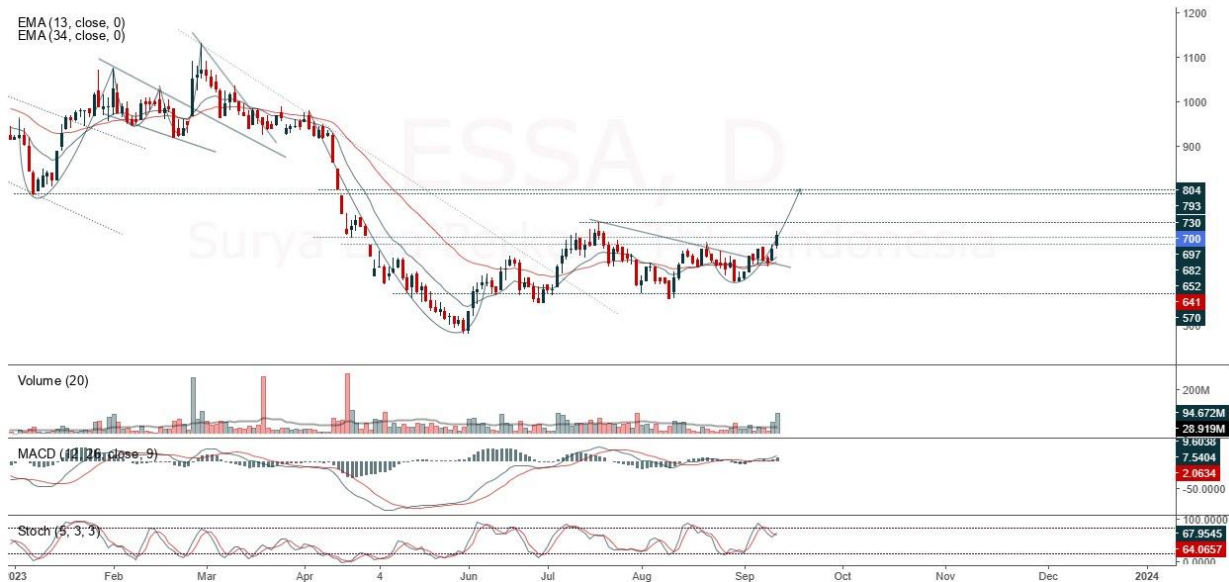 EMA (13, close, 0)
EMA (34, close, 0)
ESSA, D
Surya
Indonesia
1200
1100
1000
900
804
793
730
700
697
682
652
641
570
Volume (20)
200M
94.672M
28.919M
MACD (12, 26, close, 9)
9.6038
7.5404
2.0634
-50.0000
Stoch (5, 3, 3)
100.0000
67.9545
64.0657
0.0000
2023 Feb Mar Apr 4 Jun Jul Aug Sep Oct Nov Dec 2024